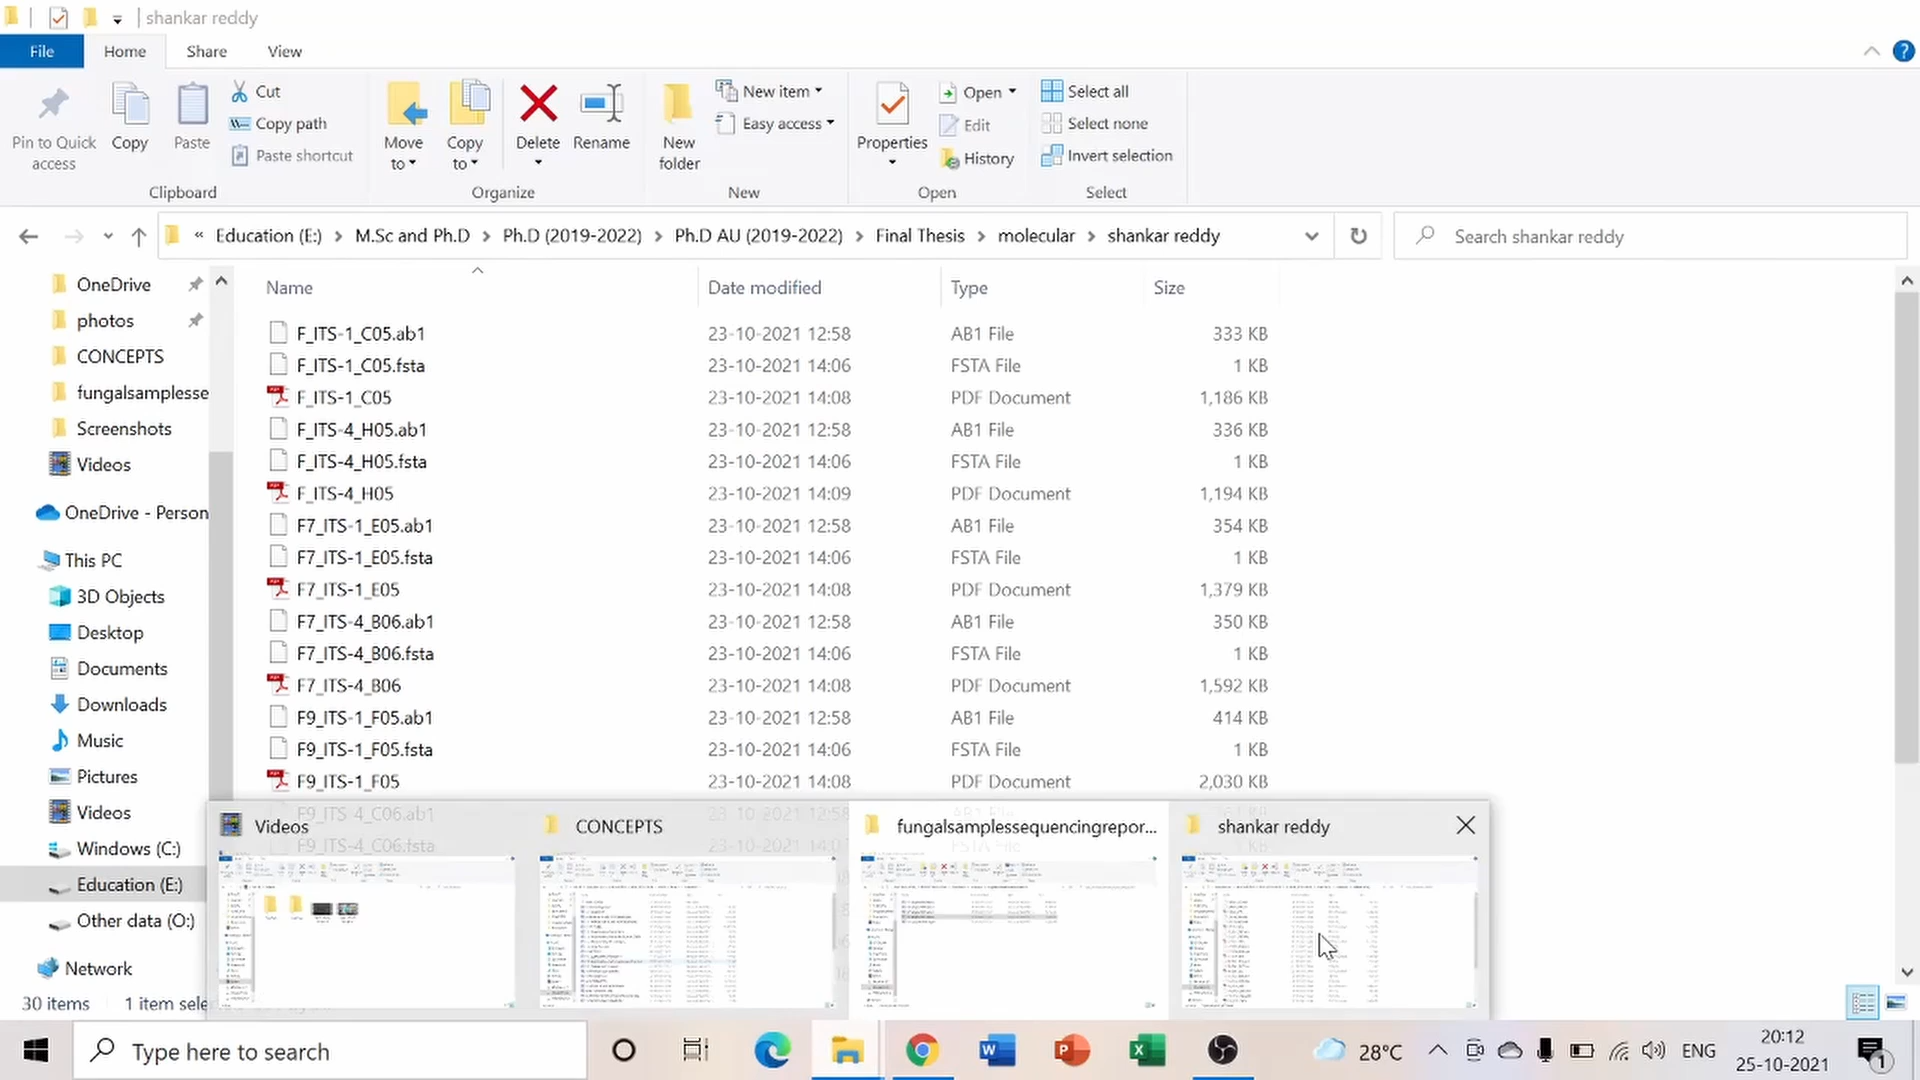 shankar reddy
File Home Share View
Pin to Quick access
Copy
Paste
Cut
Copy path
Paste shortcut
Clipboard
Move to
Copy to
Delete
Rename
Organize
New folder
New item
Easy access
New
Properties
Open
Edit
History
Open
Select all
Select none
Invert selection
Select
« Education (E:) > M.Sc and Ph.D > Ph.D (2019-2022) > Ph.D AU (2019-2022) > Final Thesis > molecular > shankar reddy
Search shankar reddy
OneDrive
photos
CONCEPTS
fungalsamplesse
Screenshots
Videos
OneDrive - Person
This PC
3D Objects
Desktop
Documents
Downloads
Music
Pictures
Videos
Windows (C:)
Education (E:)
Other data (O:)
Network
Name Date modified Type Size
F_ITS-1_C05.ab1 23-10-2021 12:58 AB1 File 333 KB
F_ITS-1_C05.fsta 23-10-2021 14:06 FSTA File 1 KB
F_ITS-1_C05 23-10-2021 14:08 PDF Document 1,186 KB
F_ITS-4_H05.ab1 23-10-2021 12:58 AB1 File 336 KB
F_ITS-4_H05.fsta 23-10-2021 14:06 FSTA File 1 KB
F_ITS-4_H05 23-10-2021 14:09 PDF Document 1,194 KB
F7_ITS-1_E05.ab1 23-10-2021 12:58 AB1 File 354 KB
F7_ITS-1_E05.fsta 23-10-2021 14:06 FSTA File 1 KB
F7_ITS-1_E05 23-10-2021 14:08 PDF Document 1,379 KB
F7_ITS-4_B06.ab1 23-10-2021 12:58 AB1 File 350 KB
F7_ITS-4_B06.fsta 23-10-2021 14:06 FSTA File 1 KB
F7_ITS-4_B06 23-10-2021 14:08 PDF Document 1,592 KB
F9_ITS-1_F05.ab1 23-10-2021 12:58 AB1 File 414 KB
F9_ITS-1_F05.fsta 23-10-2021 14:06 FSTA File 1 KB
F9_ITS-1_F05 23-10-2021 14:08 PDF Document 2,030 KB
F9_ITS-4_C06.ab1 23-10-2021 12:58
F9_ITS-4_C06.fsta
Videos
CONCEPTS
fungalsamplessequencingrepor...
shankar reddy
30 items 1 item sele
Type here to search
28°C
ENG
20:12
25-10-2021
1